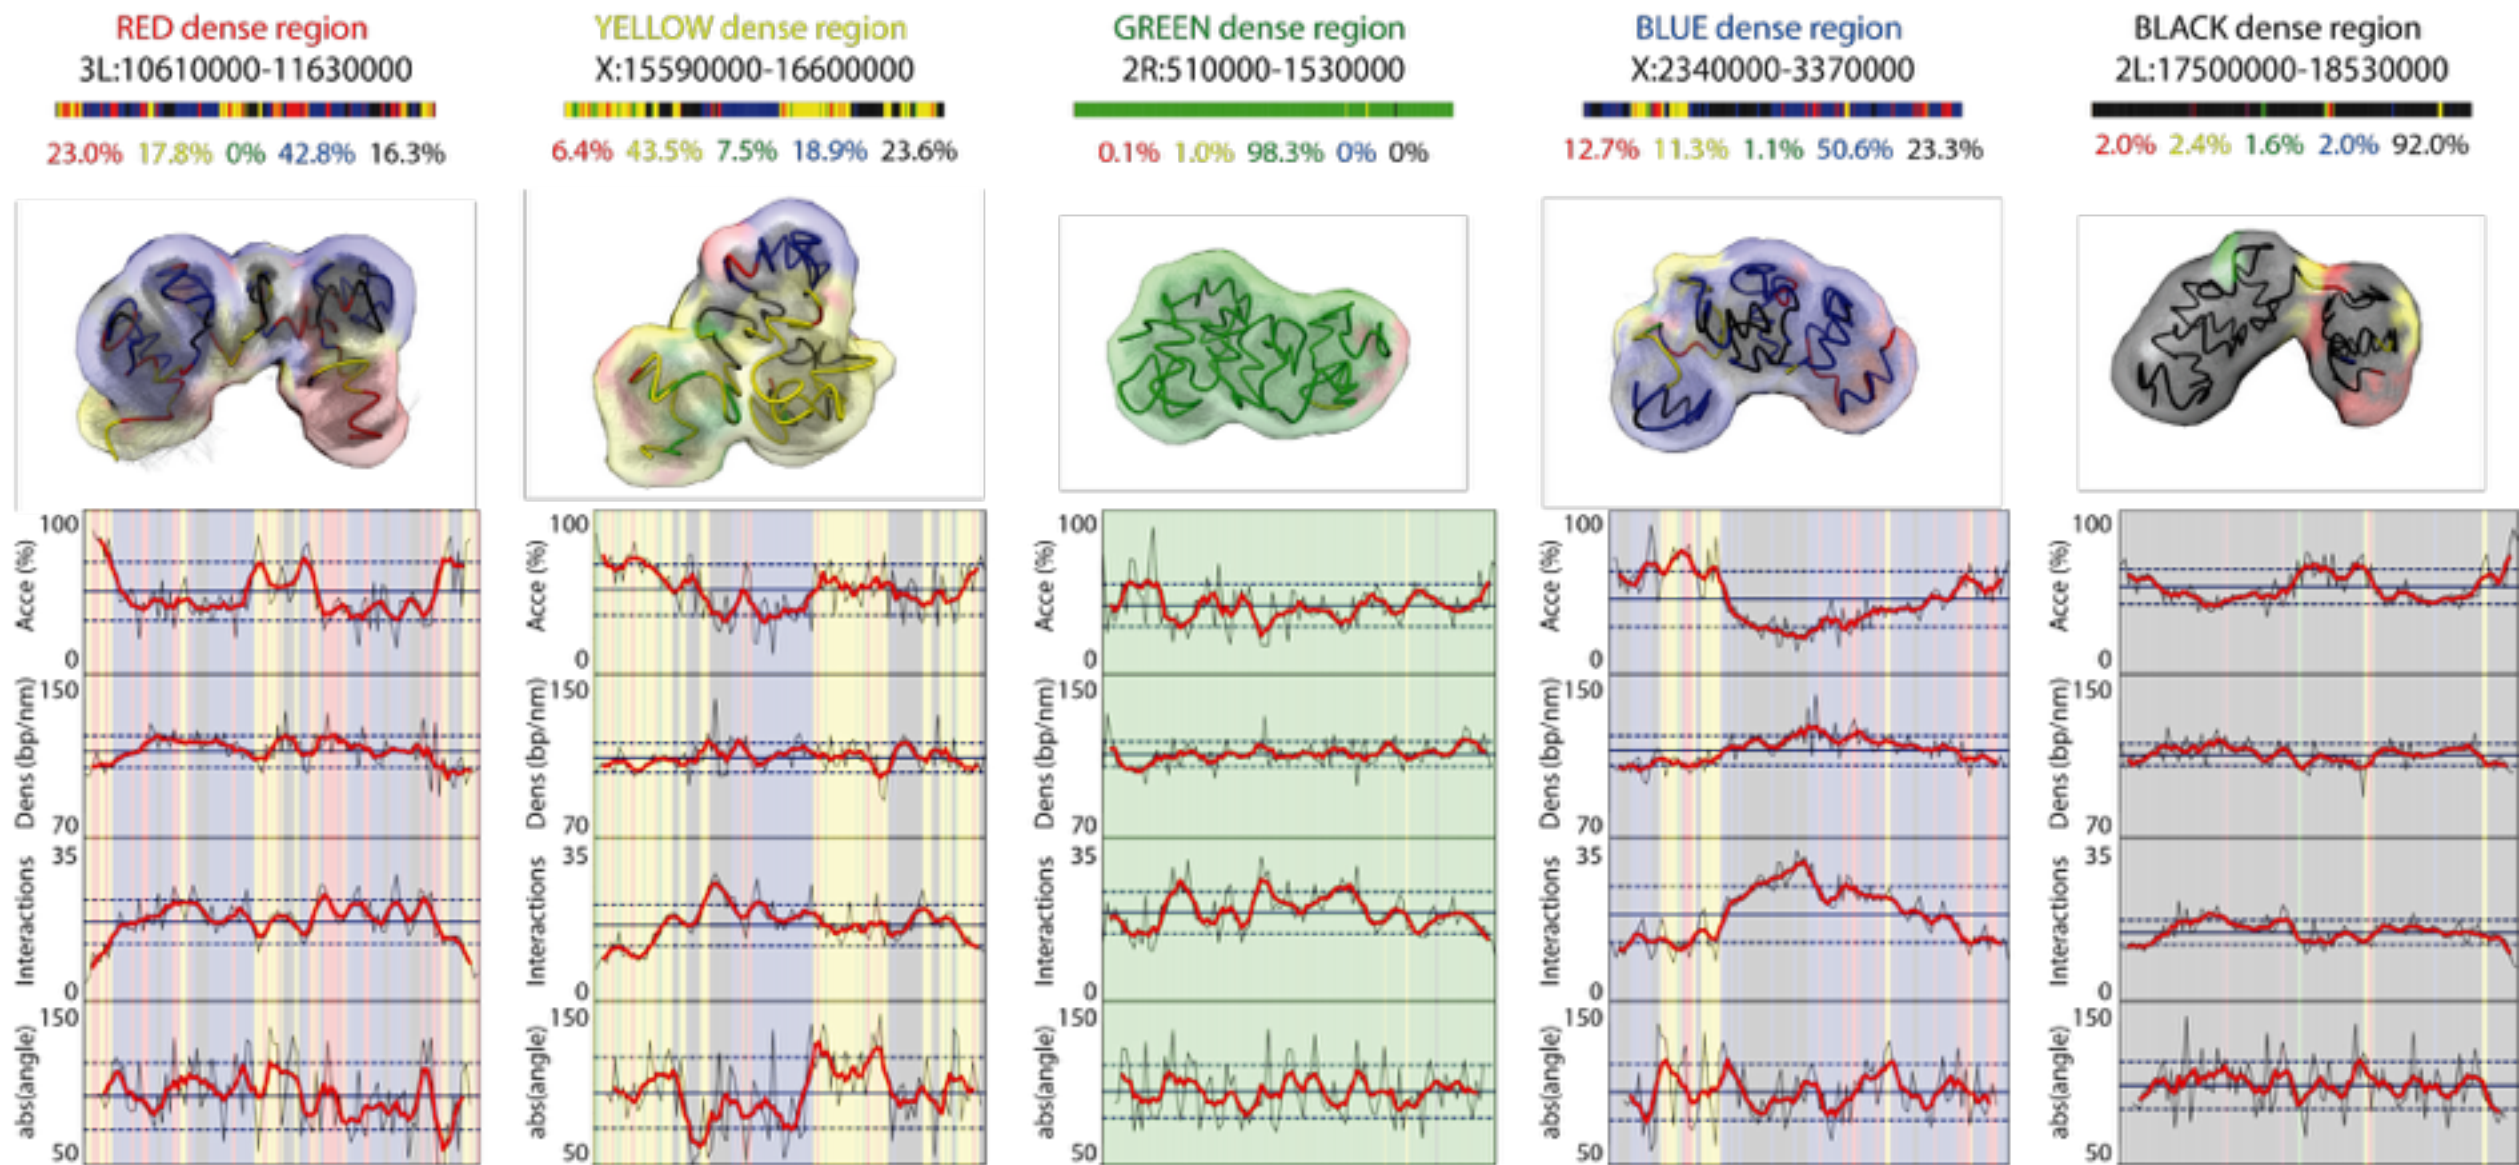 RED dense region
3L:10610000-11630000
23.0% 17.8% 0% 42.8% 16.3%
YELLOW dense region
X:15590000-16600000
6.4% 43.5% 7.5% 18.9% 23.6%
GREEN dense region
2R:510000-1530000
0.1% 1.0% 98.3% 0% 0%
BLUE dense region
X:2340000-3370000
12.7% 11.3% 1.1% 50.6% 23.3%
BLACK dense region
2L:17500000-18530000
2.0% 2.4% 1.6% 2.0% 92.0%
100
Acce (%)
0
150
Dens (bp/nm)
70
35
Interactions
0
150
abs(angle)
50
100
Acce (%)
0
150
Dens (bp/nm)
70
35
Interactions
0
150
abs(angle)
50
100
Acce (%)
0
150
Dens (bp/nm)
70
35
Interactions
0
150
abs(angle)
50
100
Acce (%)
0
150
Dens (bp/nm)
70
35
Interactions
0
150
abs(angle)
50
100
Acce (%)
0
150
Dens (bp/nm)
70
35
Interactions
0
150
abs(angle)
50